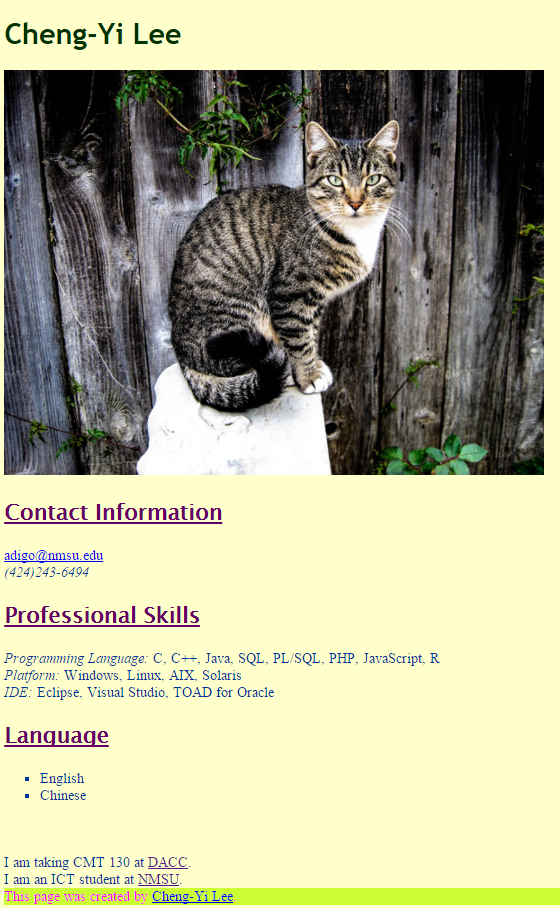 Cheng-Yi Lee
Contact Information
adigo@nmsu.edu
(424)243-6494
Professional Skills
Programming Language: C, C++, Java, SQL, PL/SQL, PHP, JavaScript, R
Platform: Windows, Linux, AIX, Solaris
IDE: Eclipse, Visual Studio, TOAD for Oracle
Language
English
Chinese
I am taking CMT 130 at DACC.
I am an ICT student at NMSU.
This page was created by Cheng-Yi Lee.